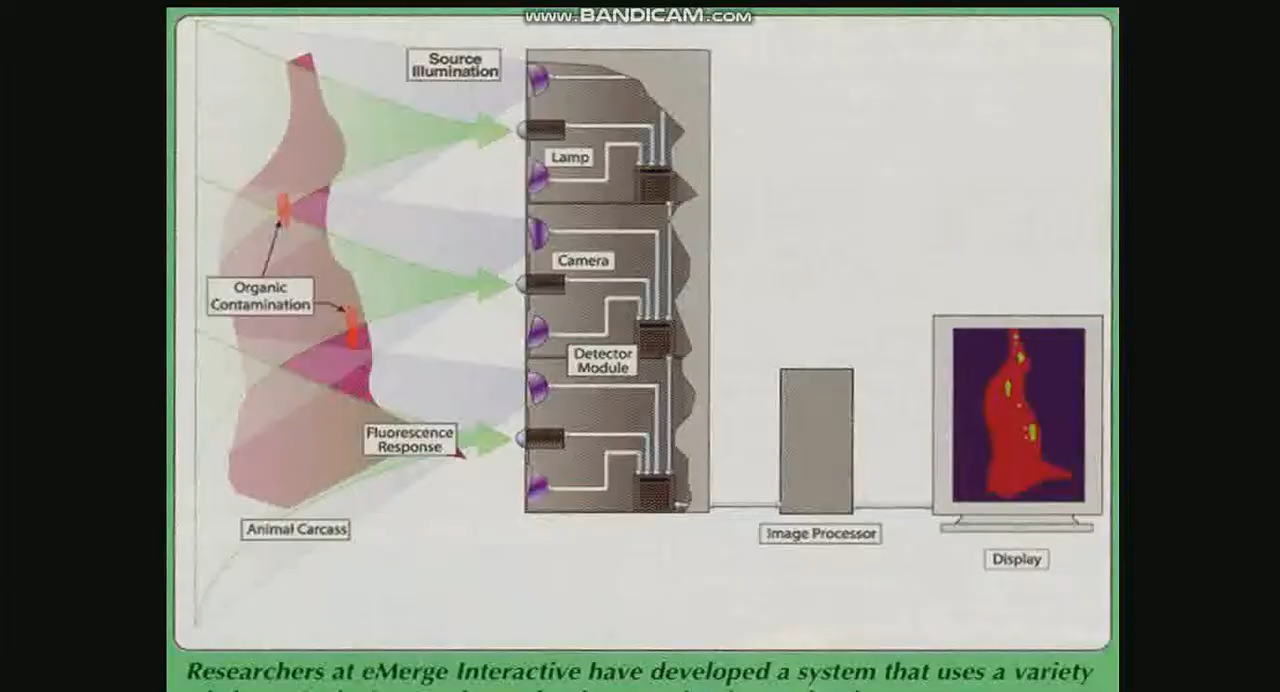 www.BANDICAM.com
Source
Illumination
Lamp
Camera
Organic
Contamination
Detector
Module
Fluorescence
Response
Animal Carcass
Image Processor
Display
Researchers at eMerge Interactive have developed a system that uses a variety